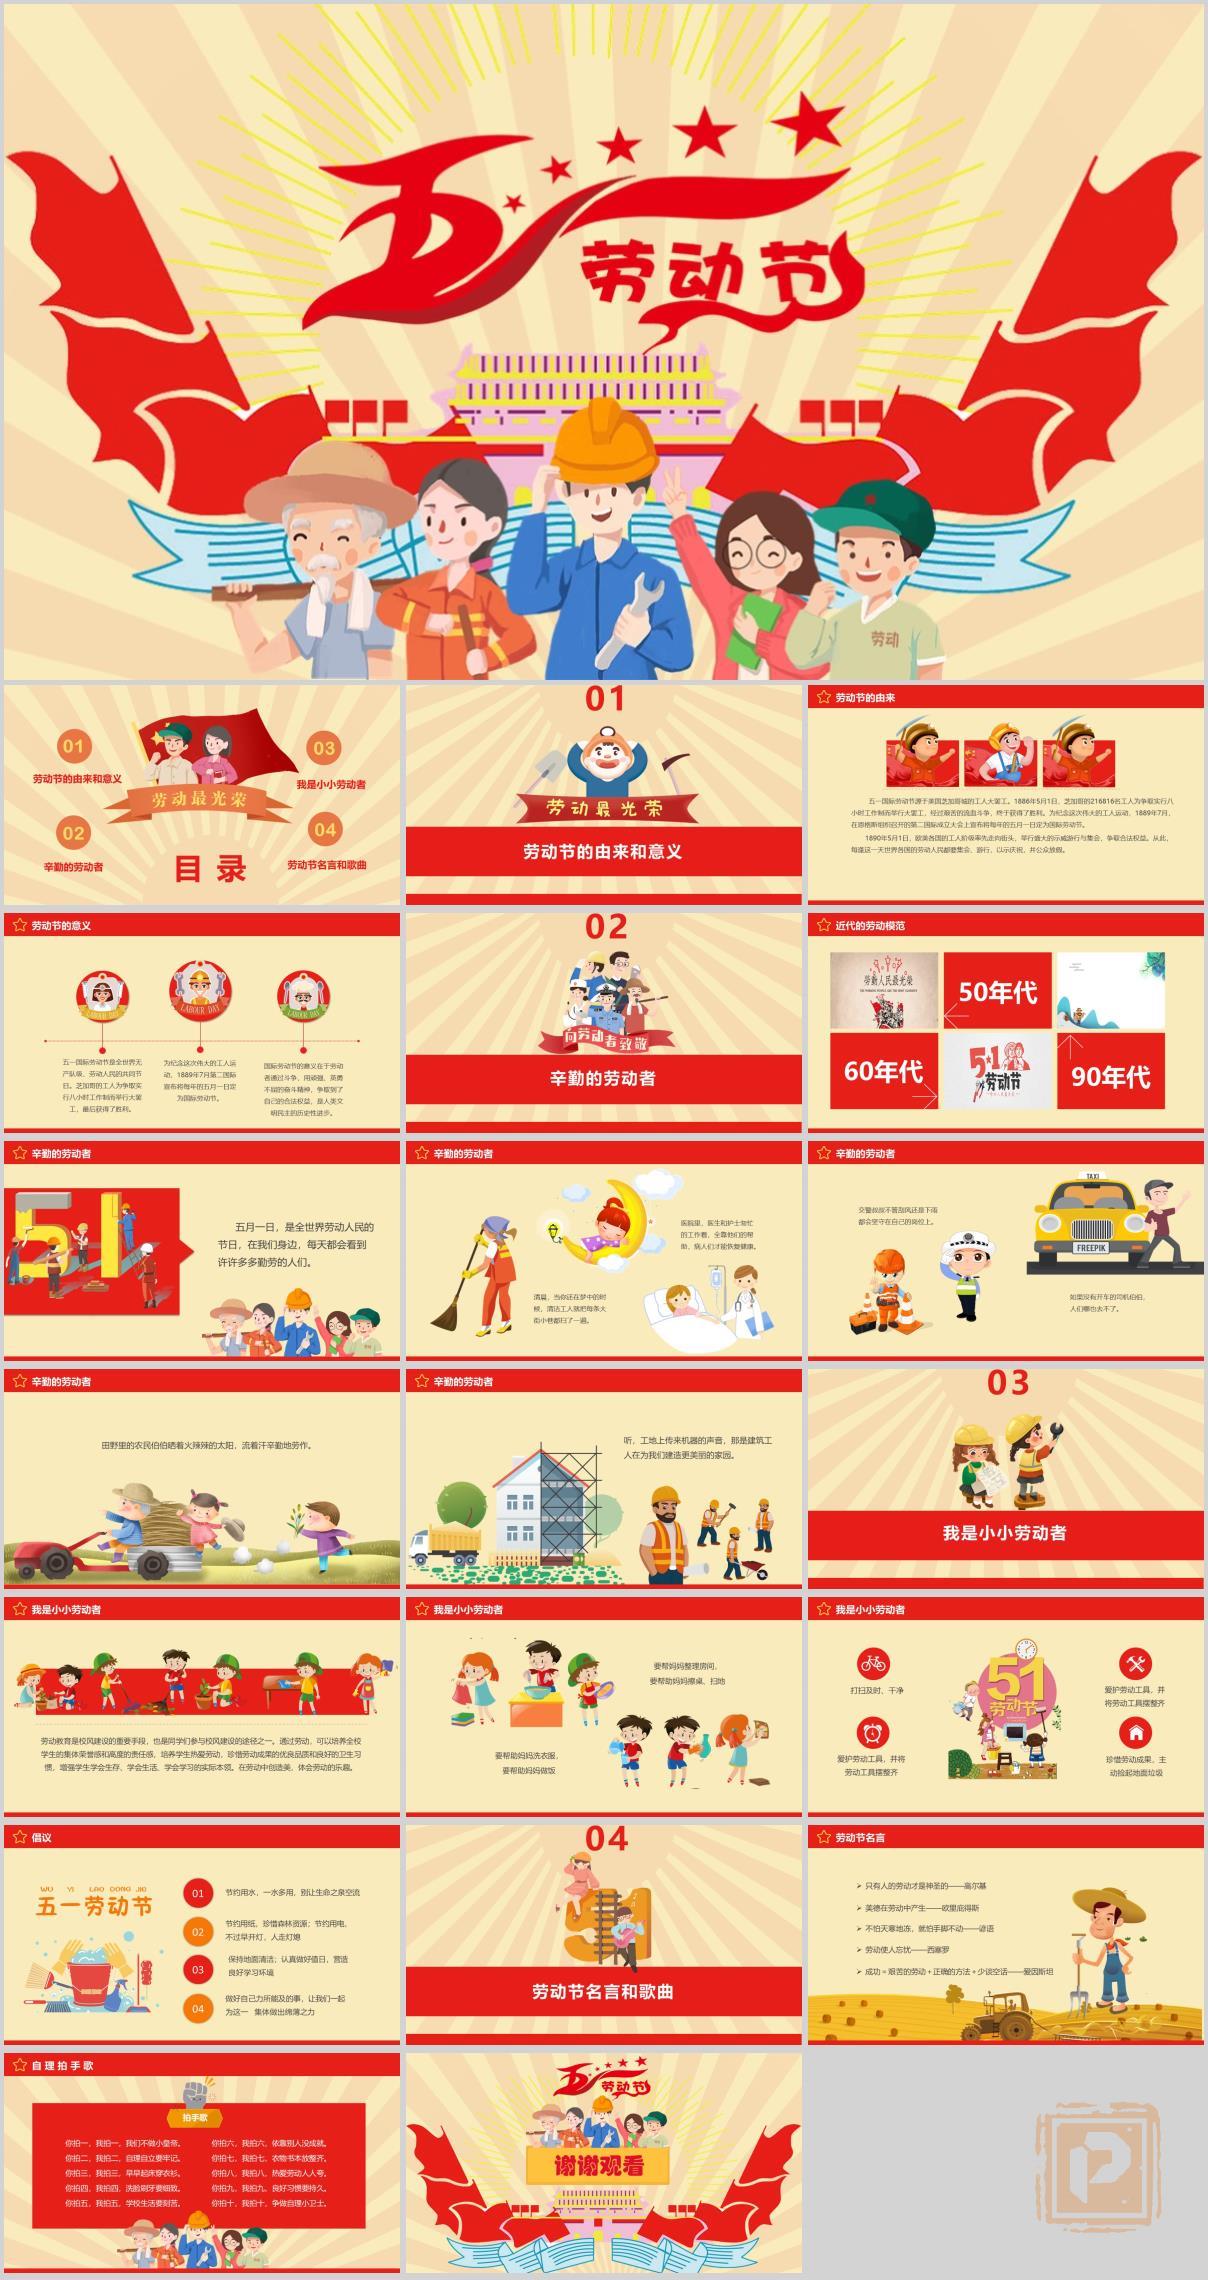 五一
劳动节
劳动
01
劳动节的由来和意义
02
辛勤的劳动者
03
我是小小劳动者
04
劳动节名言和歌曲
劳动最光荣
目录
01
劳动最光荣
劳动节的由来和意义
劳动节的由来
五一国际劳动节源于美国芝加哥城的工人大罢工。1886年5月1日，芝加哥的216816名工人为争取实行八
小时工作制而举行大罢工，经过艰苦的流血斗争，终于获得了胜利。为纪念这次伟大的工人运动，1889年7月，
在恩格斯组织召开的第二国际成立大会上宣布将每年的五月一日定为国际劳动节。
1890年5月1日，欧美各国的工人阶级率先走向街头，举行盛大的示威游行与集会，争取合法权益。从此，
每逢这一天世界各国的劳动人民都要集会、游行，以示庆祝，并公众放假。
劳动节的意义
LABOUR DAY
LABOUR DAY
LABOUR DAY
五一国际劳动节是全世界无
产队级、劳动人民的共同节
日。芝加哥的工人为争取实
行八小时工作制而举行大罢
工，最后获得了胜利。
为纪念这次伟大的工人运
动，1889年7月第二国际
宣布将每年的五月一日定
为国际劳动节。
国际劳动节的意义在于劳动
者通过斗争，用顽强、英勇
不屈的奋斗精神，争取到了
自己的合法权益，是人类文
明民主的历史性进步。
02
向劳动者致敬
辛勤的劳动者
近代的劳动模范
劳动人民最光荣
50年代
60年代
5·1
劳动节
90年代
辛勤的劳动者
51
五月一日，是全世界劳动人民的
节日，在我们身边，每天都会看到
许许多多勤劳的人们。
辛勤的劳动者
医院里，医生和护士匆忙
的工作着，全靠他们的帮
助，病人们才能恢复健康。
清晨，当你还在梦中的时
候，清洁工人就把每条大
街小巷都扫了一遍。
辛勤的劳动者
交警叔叔不管刮风还是下雨
都会坚守在自己的岗位上。
TAXI
FREEPIK
如果没有开车的司机伯伯，
人们哪也去不了。
辛勤的劳动者
田野里的农民伯伯晒着火辣辣的太阳，流着汗辛勤地劳作。
辛勤的劳动者
听，工地上传来机器的声音，那是建筑工
人在为我们建造更美丽的家园。
03
我是小小劳动者
我是小小劳动者
劳动教育是校风建设的重要手段，也是同学们参与校风建设的途径之一。通过劳动，可以培养全校
学生的集体荣誉感和高度的责任感，培养学生热爱劳动，珍惜劳动成果的优良品质和良好的卫生习
惯，增强学生学会生存、学会生活、学会学习的实际本领。在劳动中创造美，体会劳动的乐趣。
我是小小劳动者
要帮妈妈整理房间，
要帮助妈妈擦桌、扫地
要帮助妈妈洗衣服，
要帮助妈妈做饭
我是小小劳动者
打扫及时、干净
爱护劳动工具，并将
劳动工具摆整齐
51
劳动节
爱护劳动工具，并
将劳动工具摆整齐
珍惜劳动成果，主
动捡起地面垃圾
倡议
WU YI LAO DONG JIE
五一劳动节
01
节约用水，一水多用，别让生命之泉空流
02
节约用纸，珍惜森林资源；节约用电，
不过早开灯，人走灯熄
03
保持地面清洁；认真做好值日，营造
良好学习环境
04
做好自己力所能及的事，让我们一起
为这一 集体做出绵薄之力
04
51
劳动节名言和歌曲
劳动节名言
只有人的劳动才是神圣的——高尔基
美德在劳动中产生——欧里庇得斯
不怕天寒地冻，就怕手脚不动——谚语
劳动使人忘忧——西塞罗
成功＝艰苦的劳动＋正确的方法＋少谈空话——爱因斯坦
自理拍手歌
拍手歌
你拍一，我拍一，我们不做小皇帝。
你拍二，我拍二，自理自立要牢记。
你拍三，我拍三，早早起床穿衣衫。
你拍四，我拍四，洗脸刷牙要细致。
你拍五，我拍五，学校生活要刻苦。
你拍六，我拍六，依靠别人没成就。
你拍七，我拍七，衣物书本放整齐。
你拍八，我拍八，热爱劳动人人夸。
你拍九，我拍九，良好习惯要持久。
你拍十，我拍十，争做自理小卫士。
五一
劳动节
谢谢观看